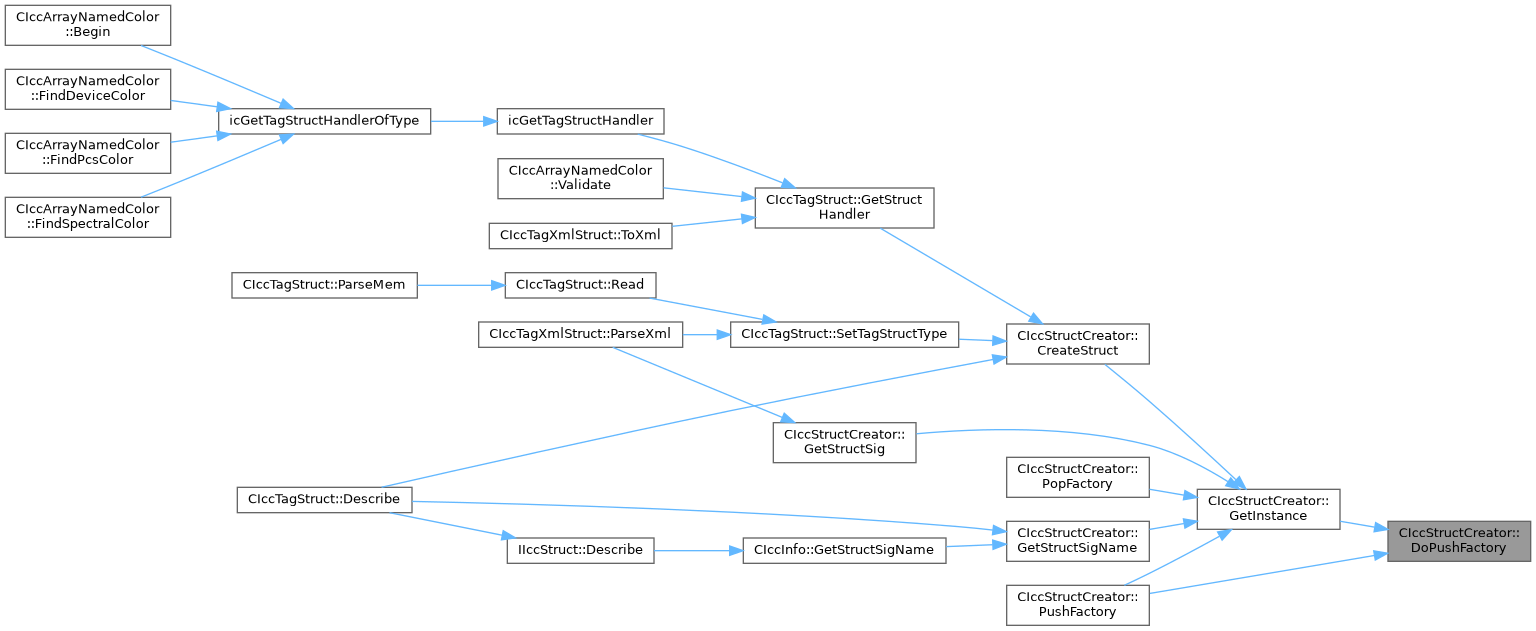 CIccArrayNamedColor
::Begin
CIccArrayNamedColor
::FindDeviceColor
CIccArrayNamedColor
::FindPcsColor
CIccArrayNamedColor
::FindSpectralColor
icGetTagStructHandlerOfType
icGetTagStructHandler
CIccArrayNamedColor
::Validate
CIccTagXmlStruct::ToXml
CIccTagStruct::GetStruct
Handler
CIccTagStruct::ParseMem
CIccTagStruct::Read
CIccTagXmlStruct::ParseXml
CIccTagStruct::SetTagStructType
CIccStructCreator::
CreateStruct
CIccStructCreator::
GetStructSig
CIccStructCreator::
PopFactory
CIccTagStruct::Describe
IIccStruct::Describe
CIccInfo::GetStructSigName
CIccStructCreator::
GetStructSigName
CIccStructCreator::
GetInstance
CIccStructCreator::
DoPushFactory
CIccStructCreator::
PushFactory